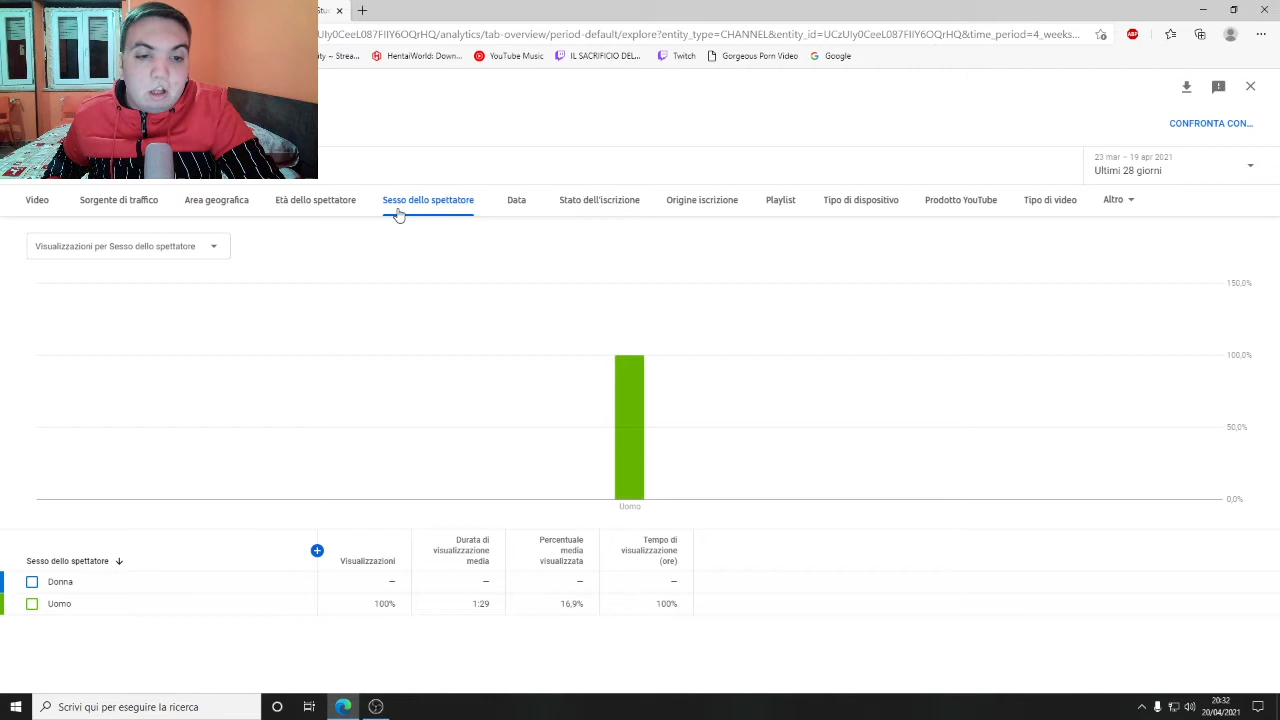 Stu
UIy0CeeL087FIIY6OQrHQ/analytics/tab-overview/period-default/explore?entity_type=CHANNEL&entity_id=UCzUIy0CeeL087FIIY6OQrHQ&time_period=4_weeks...
ty – Strea... HentaiWorld: Down... YouTube Music IL SACRIFICIO DEL... Twitch Gorgeous Porn Video Google
CONFRONTA CON...
23 mar – 19 apr 2021
Ultimi 28 giorni
Video Sorgente di traffico Area geografica Età dello spettatore Sesso dello spettatore Data Stato dell'iscrizione Origine iscrizione Playlist Tipo di dispositivo Prodotto YouTube Tipo di video Altro
Visualizzazioni per Sesso dello spettatore
150,0%
100,0%
50,0%
0,0%
Uomo
Sesso dello spettatore Visualizzazioni Durata di visualizzazione media Percentuale media visualizzata Tempo di visualizzazione (ore)
Donna — — — —
Uomo 100% 1:29 16,9% 100%
Scrivi qui per eseguire la ricerca
20:32
20/04/2021